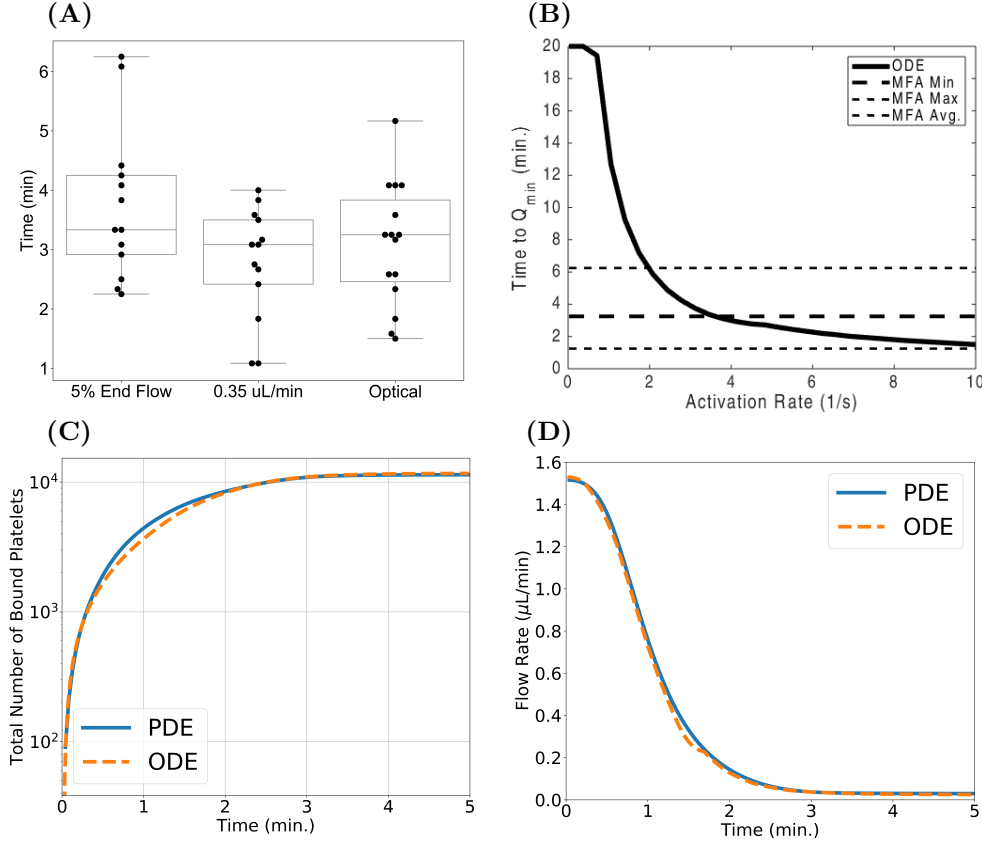 (A)
Time (min)
6
5
4
3
2
1
5% End Flow 0.35 uL/min Optical
(B)
Time to Qmin (min.)
20
18
16
14
12
10
8
6
4
2
0
ODE
MFA Min
MFA Max
MFA Avg.
0 2 4 6 8 10
Activation Rate (1/s)
(C)
Total Number of Bound Platelets
10^4
10^3
10^2
PDE
ODE
0 1 2 3 4 5
Time (min.)
(D)
Flow Rate (μL/min)
1.6
1.4
1.2
1.0
0.8
0.6
0.4
0.2
0.0
PDE
ODE
0 1 2 3 4 5
Time (min.)